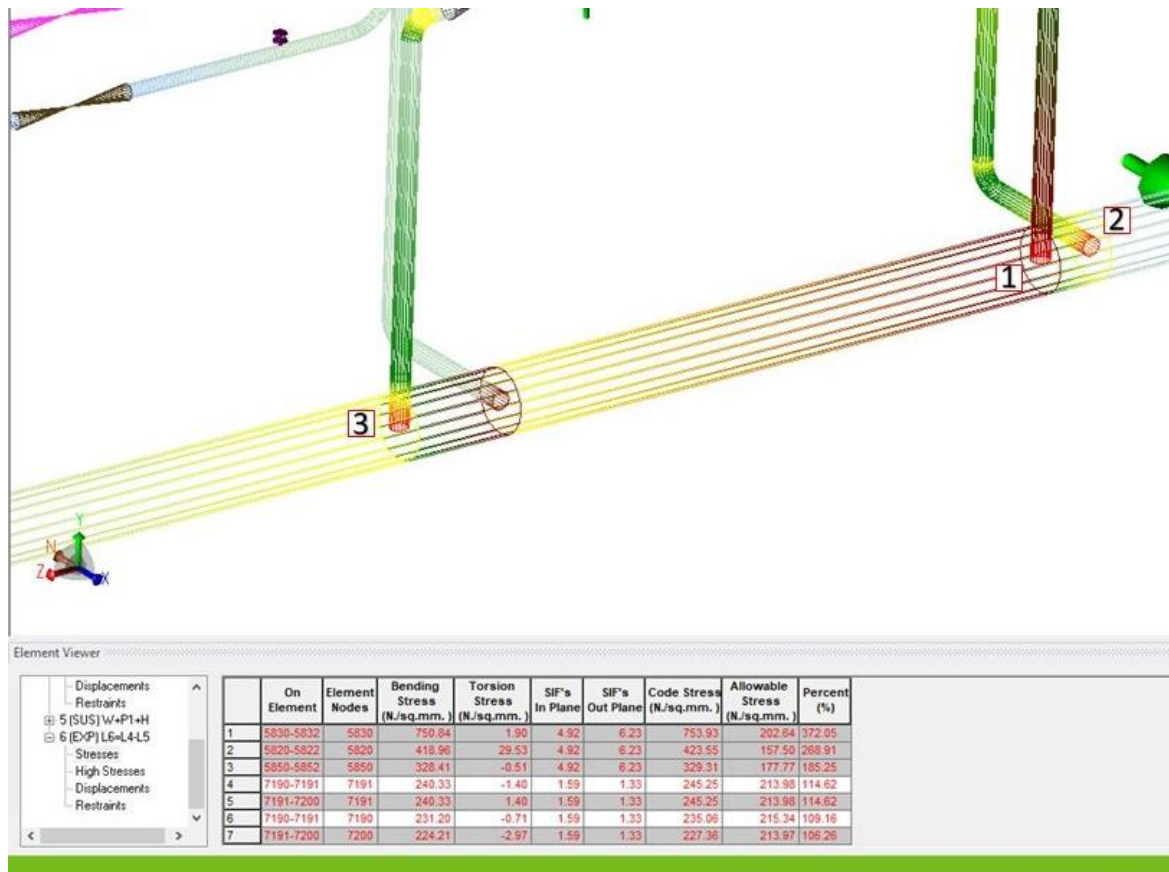 2
1
3
Y
N
Z
X
Element Viewer
Displacements
Restraints
5 (SUS) W+P1+H
6 (EXP) L6=L4-L5
Stresses
High Stresses
Displacements
Restraints
On Element Element Nodes Bending Stress (N./sq.mm. ) Torsion Stress (N./sq.mm. ) SIF's In Plane SIF's Out Plane Code Stress (N./sq.mm. ) Allowable Stress (N./sq.mm. ) Percent (%)
1 5830-5832 5830 750.84 1.90 4.92 6.23 753.93 202.64 372.05
2 5820-5822 5820 418.96 29.53 4.92 6.23 423.55 157.50 268.91
3 5850-5852 5850 328.41 -0.51 4.92 6.23 329.31 177.77 185.25
4 7190-7191 7191 240.33 -1.40 1.59 1.33 245.25 213.98 114.62
5 7191-7200 7191 240.33 1.40 1.59 1.33 245.25 213.98 114.62
6 7190-7191 7190 231.20 -0.71 1.59 1.33 235.06 215.34 109.16
7 7191-7200 7200 224.21 -2.97 1.59 1.33 227.36 213.97 106.26